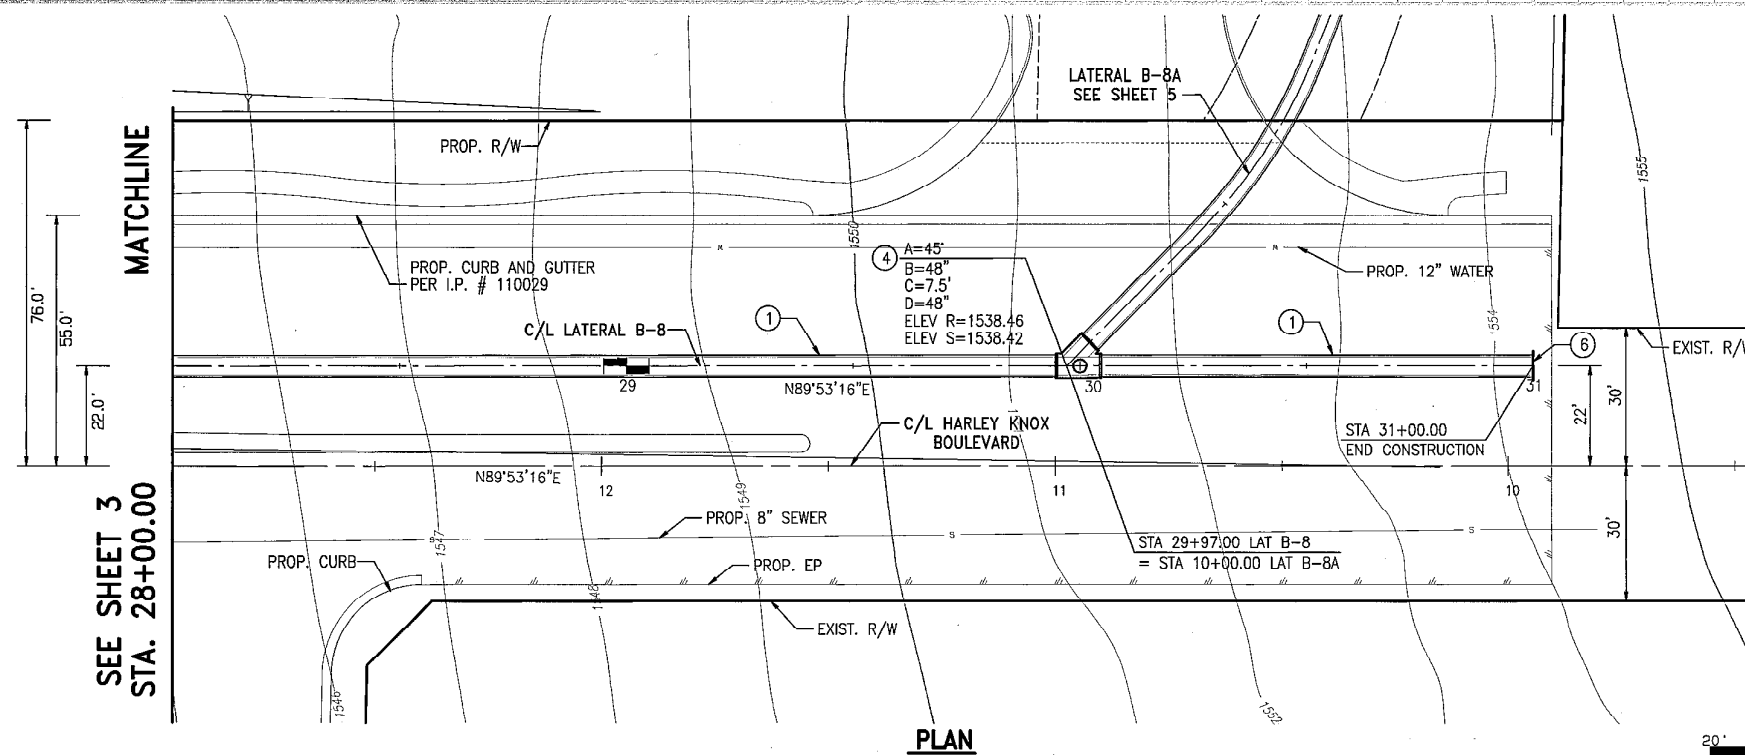 LATERAL B-8A
SEE SHEET 5
PROP. R/W
MATCHLINE
76.0'
55.0'
22.0'
PROP. CURB AND GUTTER
PER I.P. # 110029
C/L LATERAL B-8
1
4
A=45°
B=48"
C=7.5'
D=48"
ELEV R=1538.46
ELEV S=1538.42
1550
W
W
PROP. 12" WATER
1555
1
1554
6
EXIST. R/W
29
N89°53'16"E
30
31
22'
30'
C/L HARLEY KNOX
BOULEVARD
STA 31+00.00
END CONSTRUCTION
N89°53'16"E
12
11
10
1549
SEE SHEET 3
STA. 28+00.00
PROP. 8" SEWER
S
S
S
1547
STA 29+97.00 LAT B-8
= STA 10+00.00 LAT B-8A
30'
PROP. CURB
PROP. EP
1548
EXIST. R/W
1546
1552
PLAN
20'